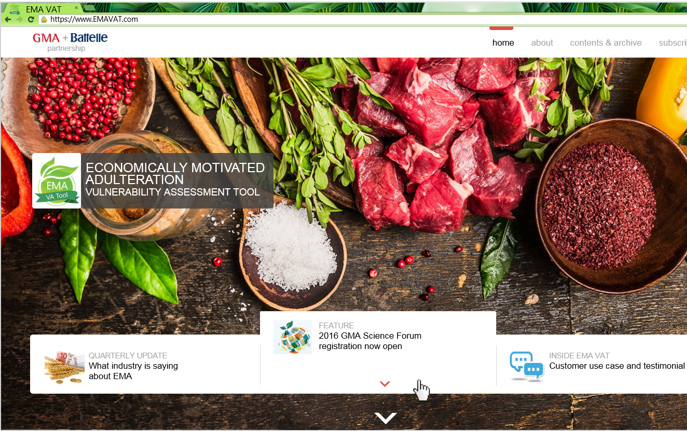 EMA VAT
https://www.EMAVAT.com
GMA + Battelle
partnership
home
about
contents & archive
subscri
EMA
VA Tool
ECONOMICALLY MOTIVATED
ADULTERATION
VULNERABILITY ASSESSMENT TOOL
QUARTERLY UPDATE
What industry is saying
about EMA
FEATURE
2016 GMA Science Forum
registration now open
INSIDE EMA VAT
Customer use case and testimonial